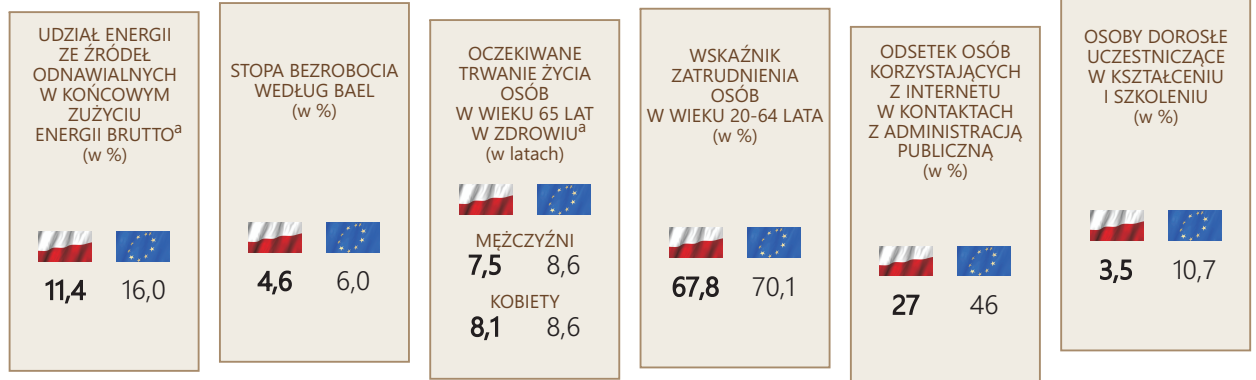 UDZIAŁ ENERGII
ZE ŹRÓDEŁ
ODNAWIALNYCH
W KOŃCOWYM
ZUŻYCIU
ENERGII BRUTTOᵃ
(w %)
11,4 16,0
STOPA BEZROBOCIA
WEDŁUG BAEL
(w %)
4,6 6,0
OCZEKIWANE
TRWANIE ŻYCIA
OSÓB
W WIEKU 65 LAT
W ZDROWIUᵃ
(w latach)
MĘŻCZYŹNI
7,5 8,6
KOBIETY
8,1 8,6
WSKAŹNIK
ZATRUDNIENIA
OSÓB
W WIEKU 20-64 LATA
(w %)
67,8 70,1
ODSETEK OSÓB
KORZYSTAJĄCYCH
Z INTERNETU
W KONTAKTACH
Z ADMINISTRACJĄ
PUBLICZNĄ
(w %)
27 46
OSOBY DOROSŁE
UCZESTNICZĄCE
W KSZTAŁCENIU
I SZKOLENIU
(w %)
3,5 10,7